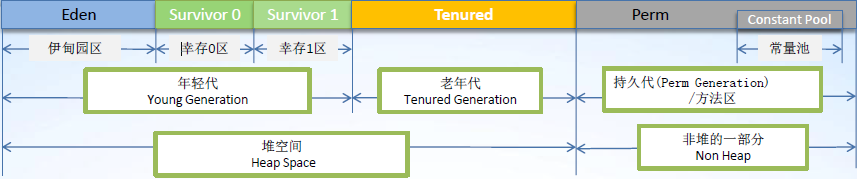 Eden
Survivor 0
Survivor 1
Tenured
Perm
Constant Pool
伊甸园区
幸存0区
幸存1区
常量池
年轻代
Young Generation
老年代
Tenured Generation
持久代(Perm Generation)
/方法区
堆空间
Heap Space
非堆的一部分
Non Heap